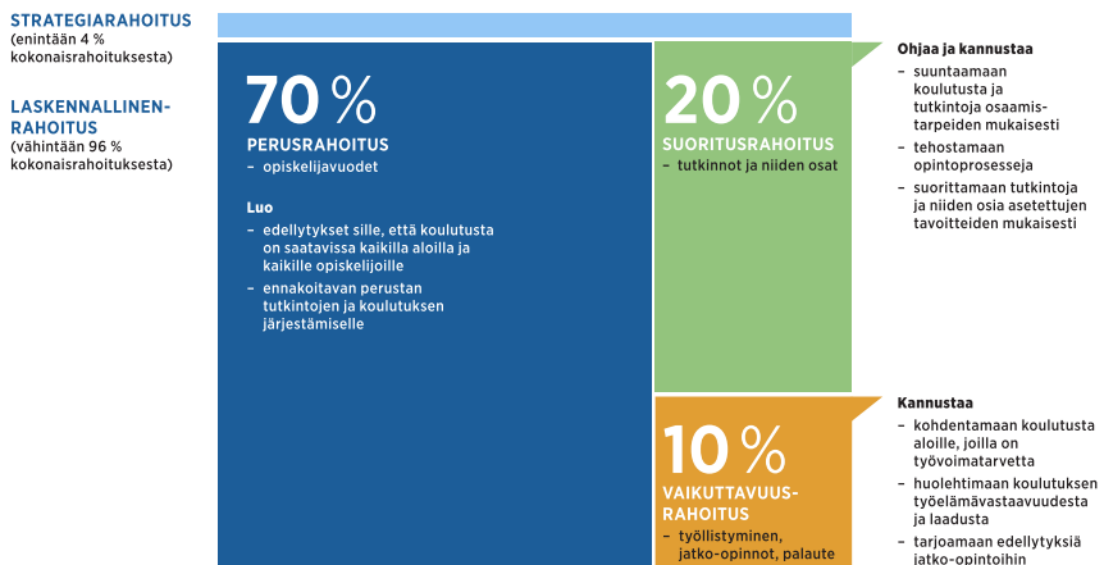 STRATEGIARAHOITUS
(enintään 4 %
kokonaisrahoituksesta)
LASKENNALLINEN-
RAHOITUS
(vähintään 96 %
kokonaisrahoituksesta)
70 %
PERUSRAHOITUS
– opiskelijavuodet
Luo
– edellytykset sille, että koulutusta
on saatavissa kaikilla aloilla ja
kaikille opiskelijoille
– ennakoitavan perustan
tutkintojen ja koulutuksen
järjestämiselle
20 %
SUORITUSRAHOITUS
– tutkinnot ja niiden osat
Ohjaa ja kannustaa
– suuntaamaan
koulutusta ja
tutkintoja osaamis-
tarpeiden mukaisesti
– tehostamaan
opintoprosesseja
– suorittamaan tutkintoja
ja niiden osia asetettujen
tavoitteiden mukaisesti
10 %
VAIKUTTAVUUS-
RAHOITUS
– työllistyminen,
jatko-opinnot, palaute
Kannustaa
– kohdentamaan koulutusta
aloille, joilla on
työvoimatarvetta
– huolehtimaan koulutuksen
työelämävastaavuudesta
ja laadusta
– tarjoamaan edellytyksiä
jatko-opintoihin